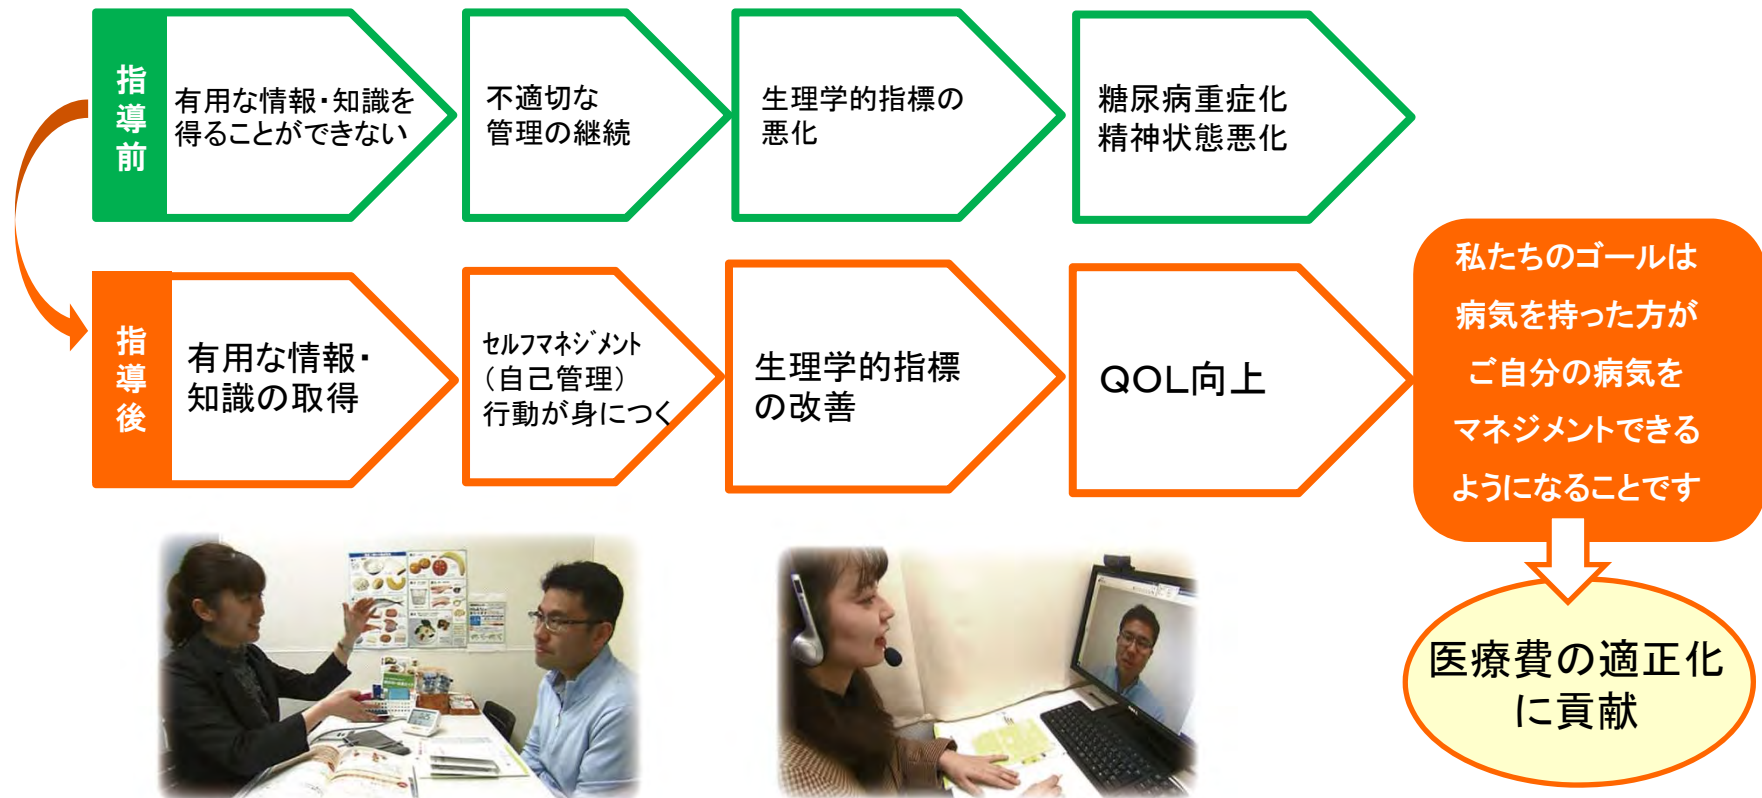 指導前
有用な情報・知識を
得ることができない
不適切な
管理の継続
生理学的指標の
悪化
糖尿病重症化
精神状態悪化
指導後
有用な情報・
知識の取得
ｾﾙﾌﾏﾈｼﾞﾒﾝﾄ
（自己管理）
行動が身につく
生理学的指標
の改善
ＱＯＬ向上
私たちのゴールは
病気を持った方が
ご自分の病気を
マネジメントできる
ようになることです
医療費の適正化
に貢献